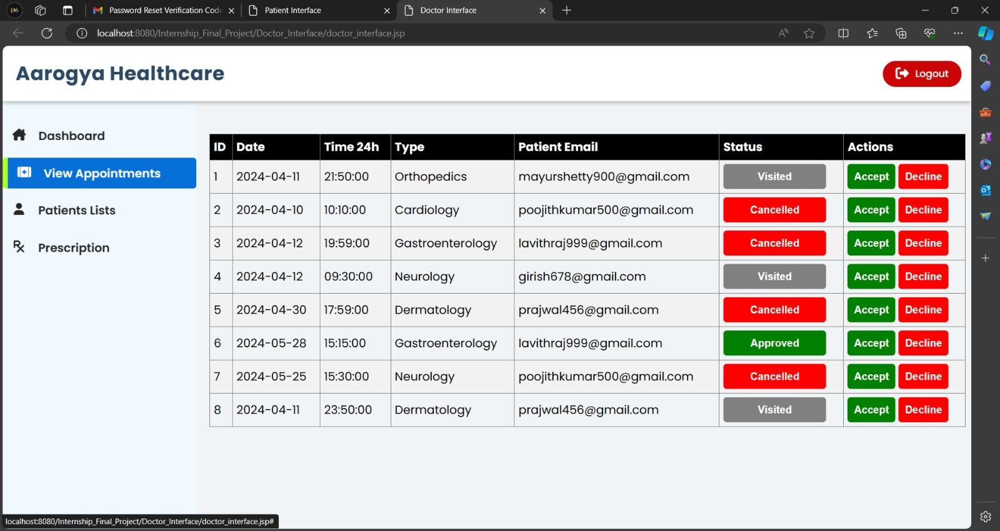 Password Reset Verification Code
Patient Interface
Doctor Interface
localhost:8080/Internship_Final_Project/Doctor_Interface/doctor_interface.jsp
Aarogya Healthcare
Logout
Dashboard
View Appointments
Patients Lists
Prescription
ID Date Time 24h Type Patient Email Status Actions
1 2024-04-11 21:50:00 Orthopedics mayurshetty900@gmail.com Visited Accept Decline
2 2024-04-10 10:10:00 Cardiology poojithkumar500@gmail.com Cancelled Accept Decline
3 2024-04-12 19:59:00 Gastroenterology lavithraj999@gmail.com Cancelled Accept Decline
4 2024-04-12 09:30:00 Neurology girish678@gmail.com Visited Accept Decline
5 2024-04-30 17:59:00 Dermatology prajwal456@gmail.com Cancelled Accept Decline
6 2024-05-28 15:15:00 Gastroenterology lavithraj999@gmail.com Approved Accept Decline
7 2024-05-25 15:30:00 Neurology poojithkumar500@gmail.com Cancelled Accept Decline
8 2024-04-11 23:50:00 Dermatology prajwal456@gmail.com Visited Accept Decline
localhost:8080/Internship_Final_Project/Doctor_Interface/doctor_interface.jsp#